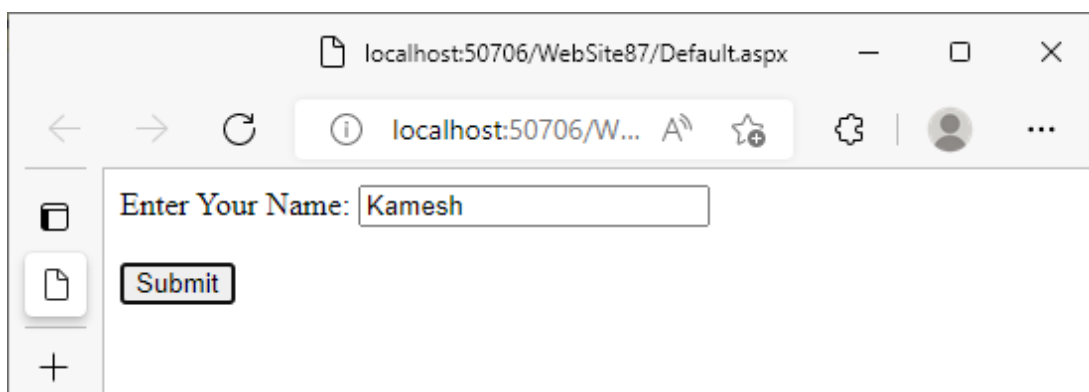 localhost:50706/WebSite87/Default.aspx
localhost:50706/W...
Enter Your Name: Kamesh
Submit